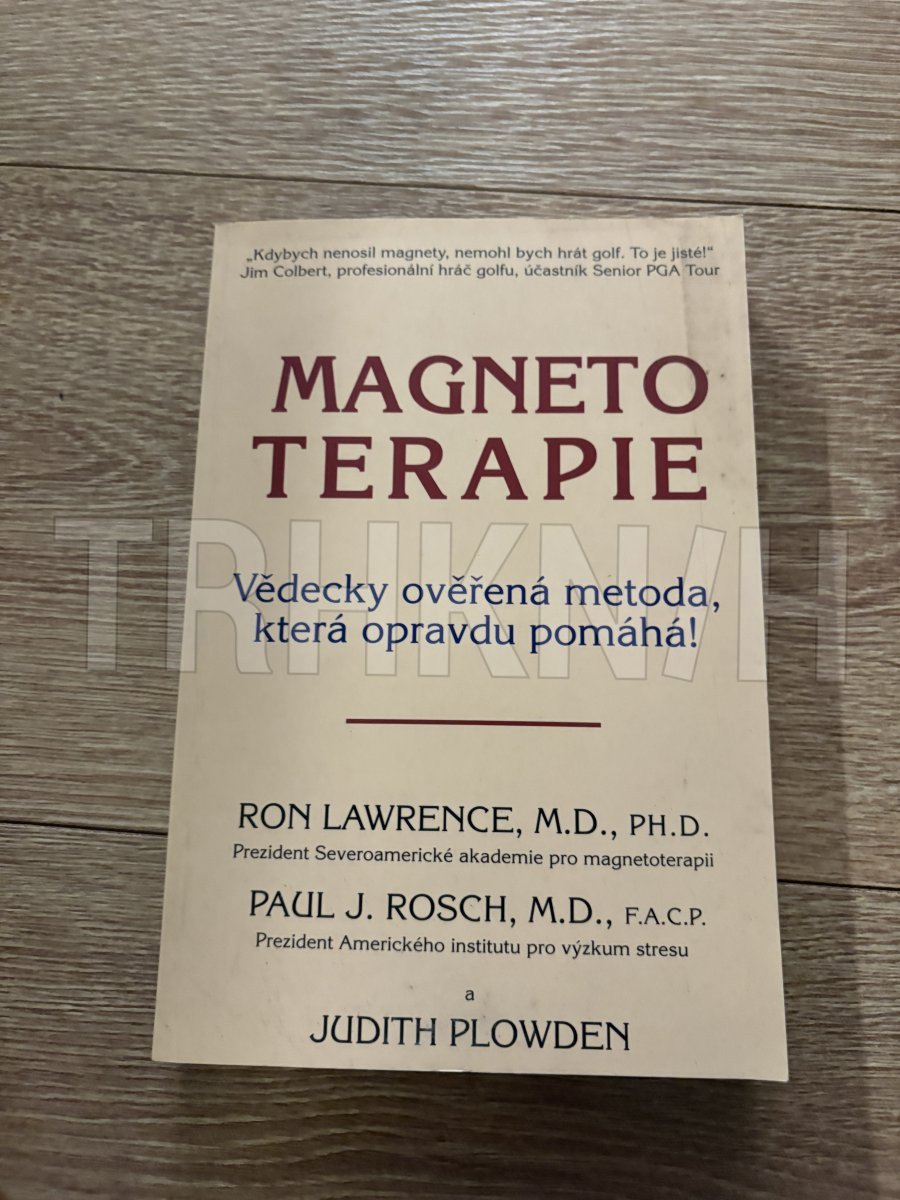 „Kdybych nenosil magnety, nemohl bych hrát golf. To je jisté!“
Jim Colbert, profesionální hráč golfu, účastník Senior PGA Tour
MAGNETO
TERAPIE
TRHKNIH
Vědecky ověřená metoda,
která opravdu pomáhá!
RON LAWRENCE, M.D., PH.D.
Prezident Severoamerické akademie pro magnetoterapii
PAUL J. ROSCH, M.D., F.A.C.P.
Prezident Amerického institutu pro výzkum stresu
a
JUDITH PLOWDEN